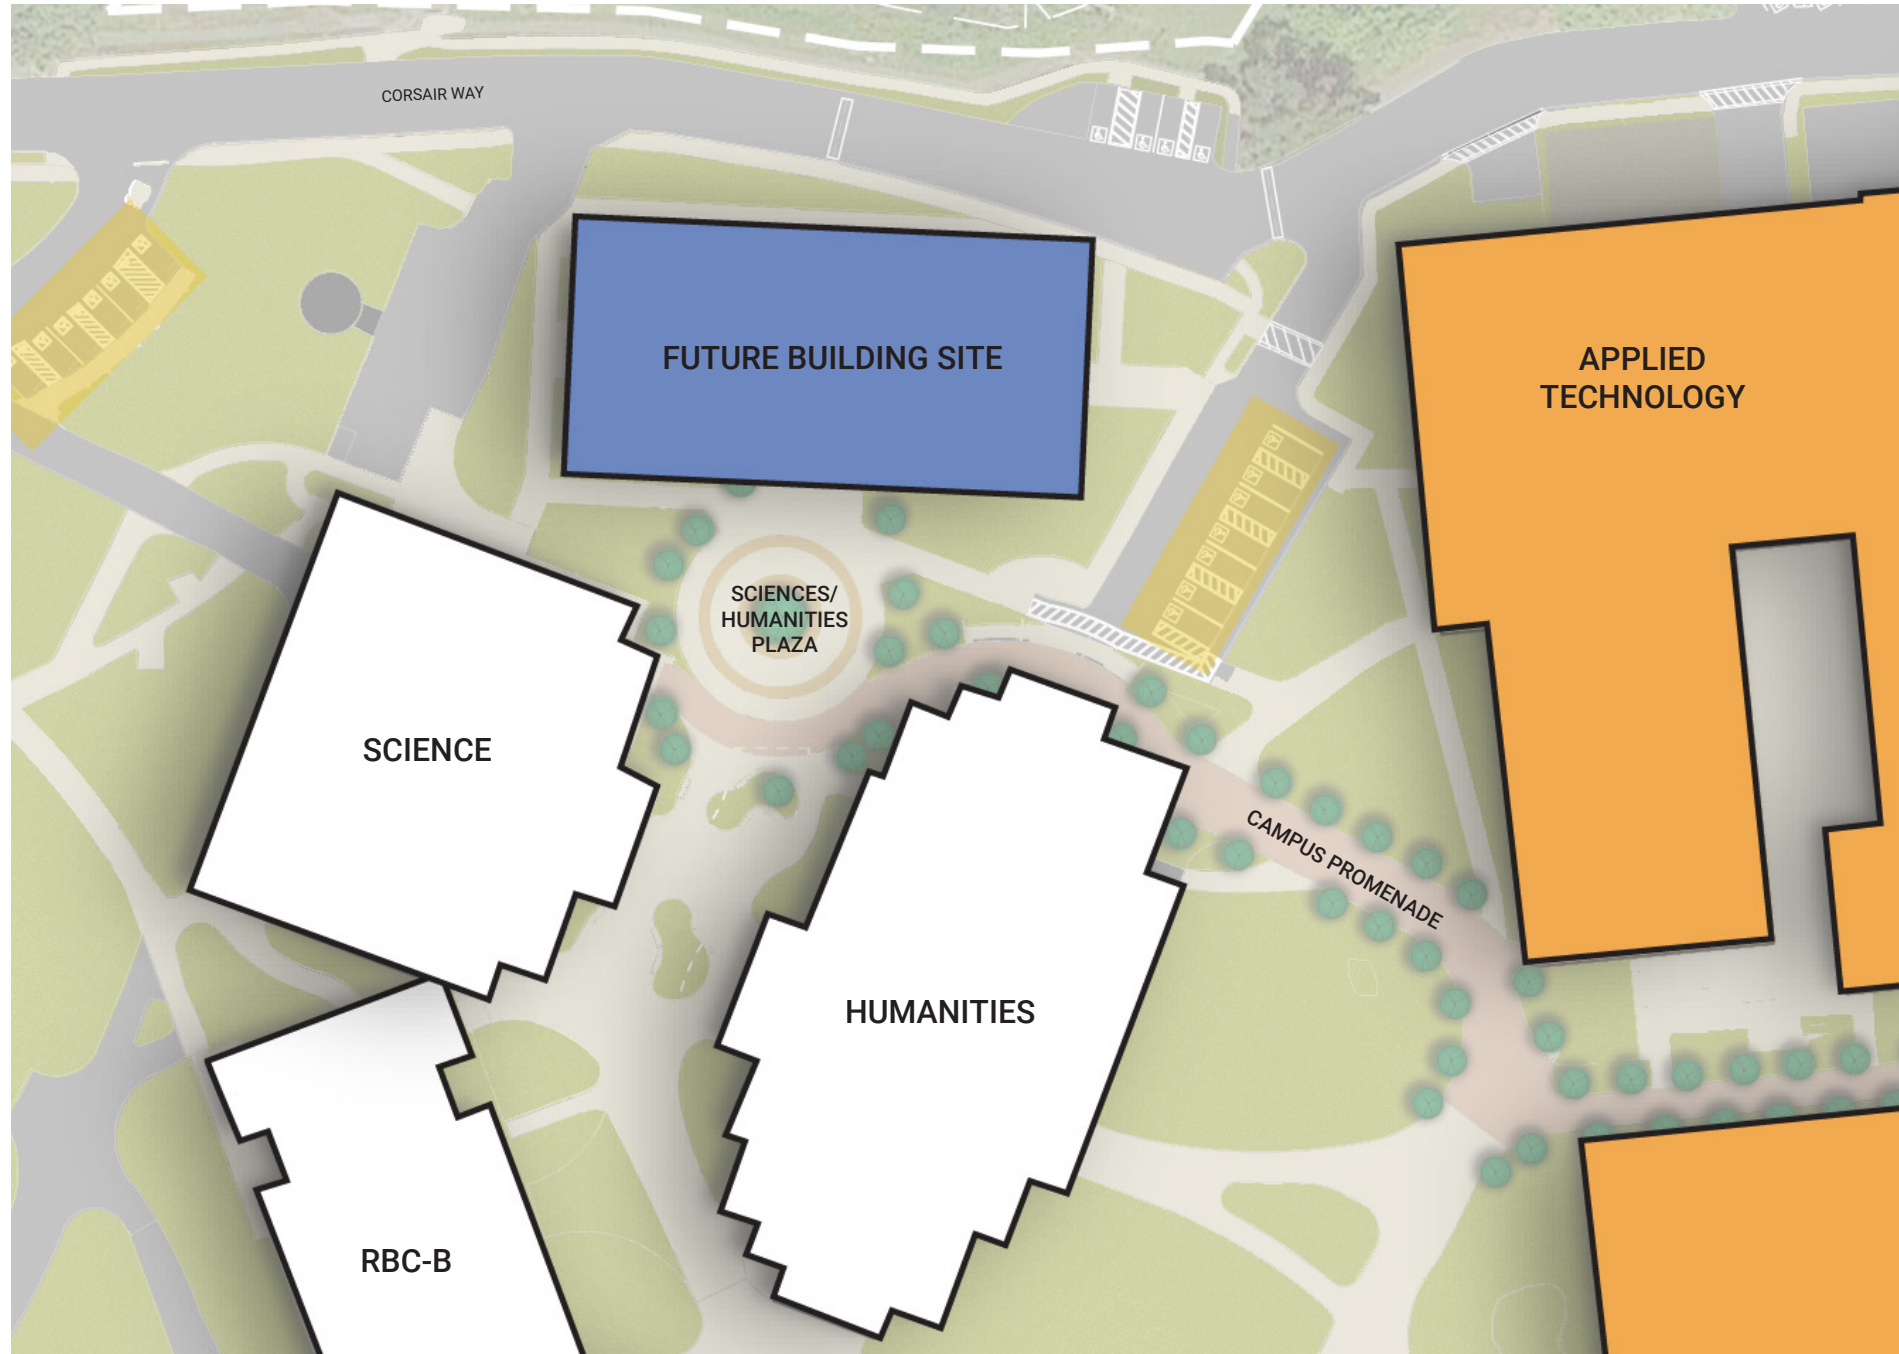 CORSAIR WAY
FUTURE BUILDING SITE
APPLIED
TECHNOLOGY
SCIENCES/
HUMANITIES
PLAZA
SCIENCE
CAMPUS PROMENADE
HUMANITIES
RBC-B